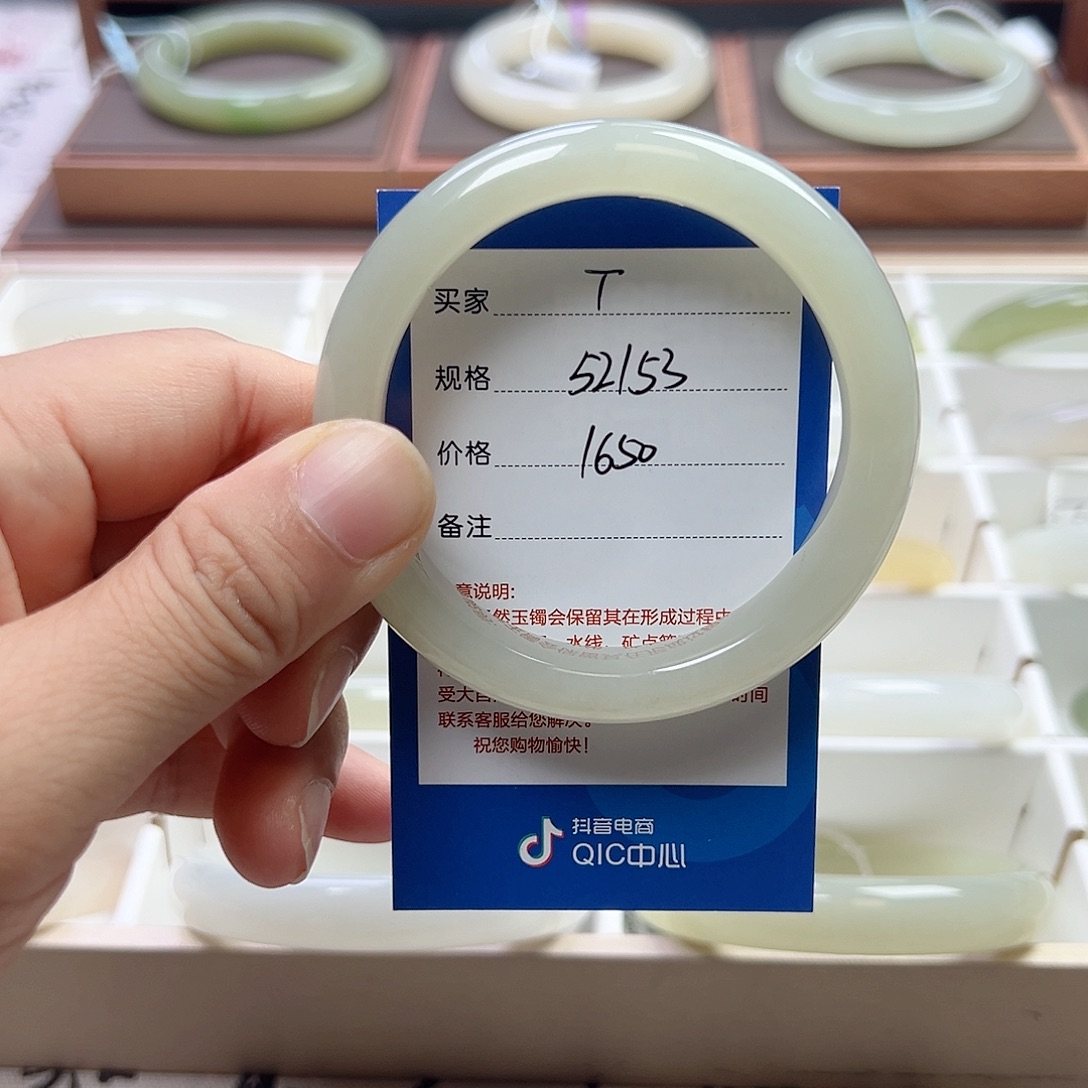 买家 T
规格 52/53
价格 1650
备注
意说明:
然玉镯会保留其在形成过程中
水线、矿点
受大自
时间
联系客服给您解决。
祝您购物愉快!
抖音电商
QIC中心